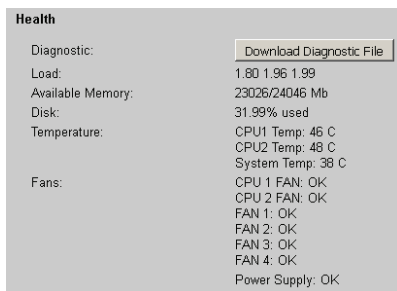 Health
Diagnostic: Download Diagnostic File
Load: 1.80 1.96 1.99
Available Memory: 23026/24046 Mb
Disk: 31.99% used
Temperature: CPU1 Temp: 46 C
CPU2 Temp: 48 C
System Temp: 38 C
Fans: CPU 1 FAN: OK
CPU 2 FAN: OK
FAN 1: OK
FAN 2: OK
FAN 3: OK
FAN 4: OK
Power Supply: OK